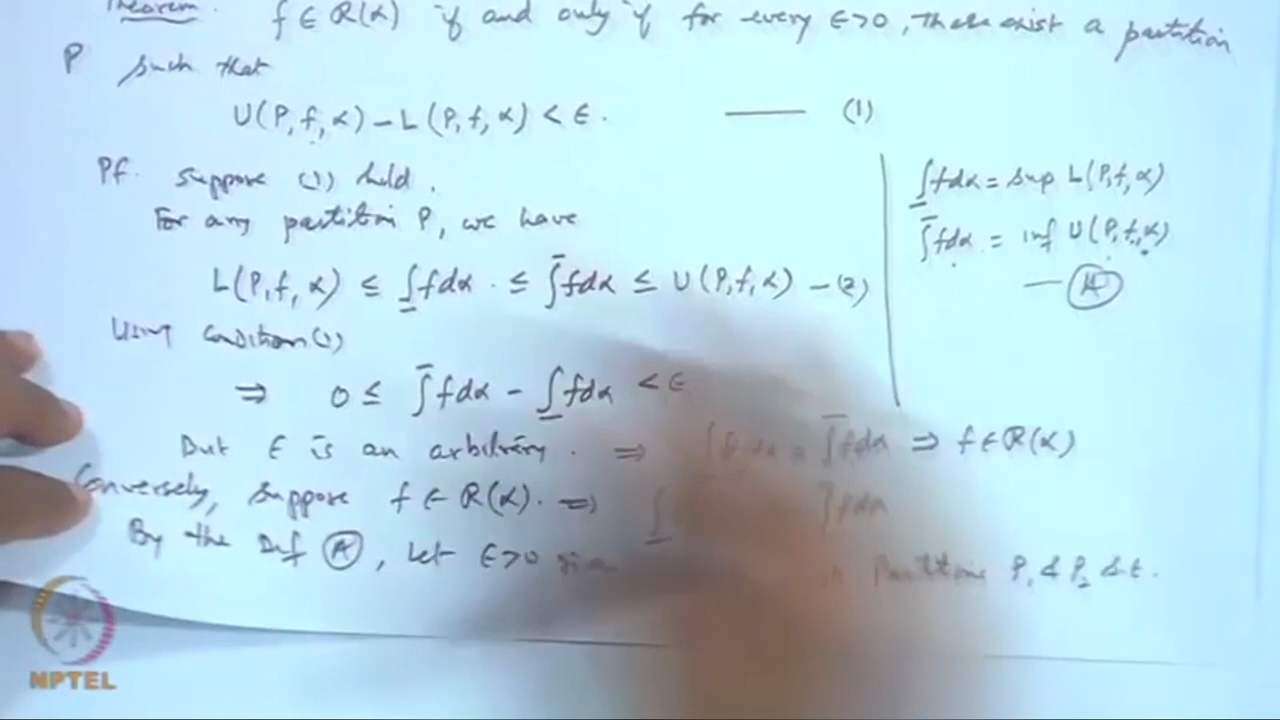 Theorem. f ∈ R(α) if and only if for every ε>0, There exist a partition
P such that
U(P, f, α) – L(P, f, α) < ε. —— (1)
Pf. Suppose (1) hold.
For any partition P, we have
L(P, f, α) ≤ ∫̲fdα ≤ ∫̄fdα ≤ U(P, f, α) – (2)
∫̲fdα = sup L(P, f, α)
∫̄fdα = inf U(P, f, α)
— Ⓐ
Using Condition (1)
⇒ 0 ≤ ∫̄fdα – ∫̲fdα < ε
But ε is an arbitrary. ⇒ ∫̄fdα ⇒ f ∈ R(α)
Conversely, Suppose f ∈ R(α). ⇒ ∫̲ ∫̄fdα
By the Def Ⓐ, Let ε>0 Partitions P₁ & P₂ s.t.
NPTEL